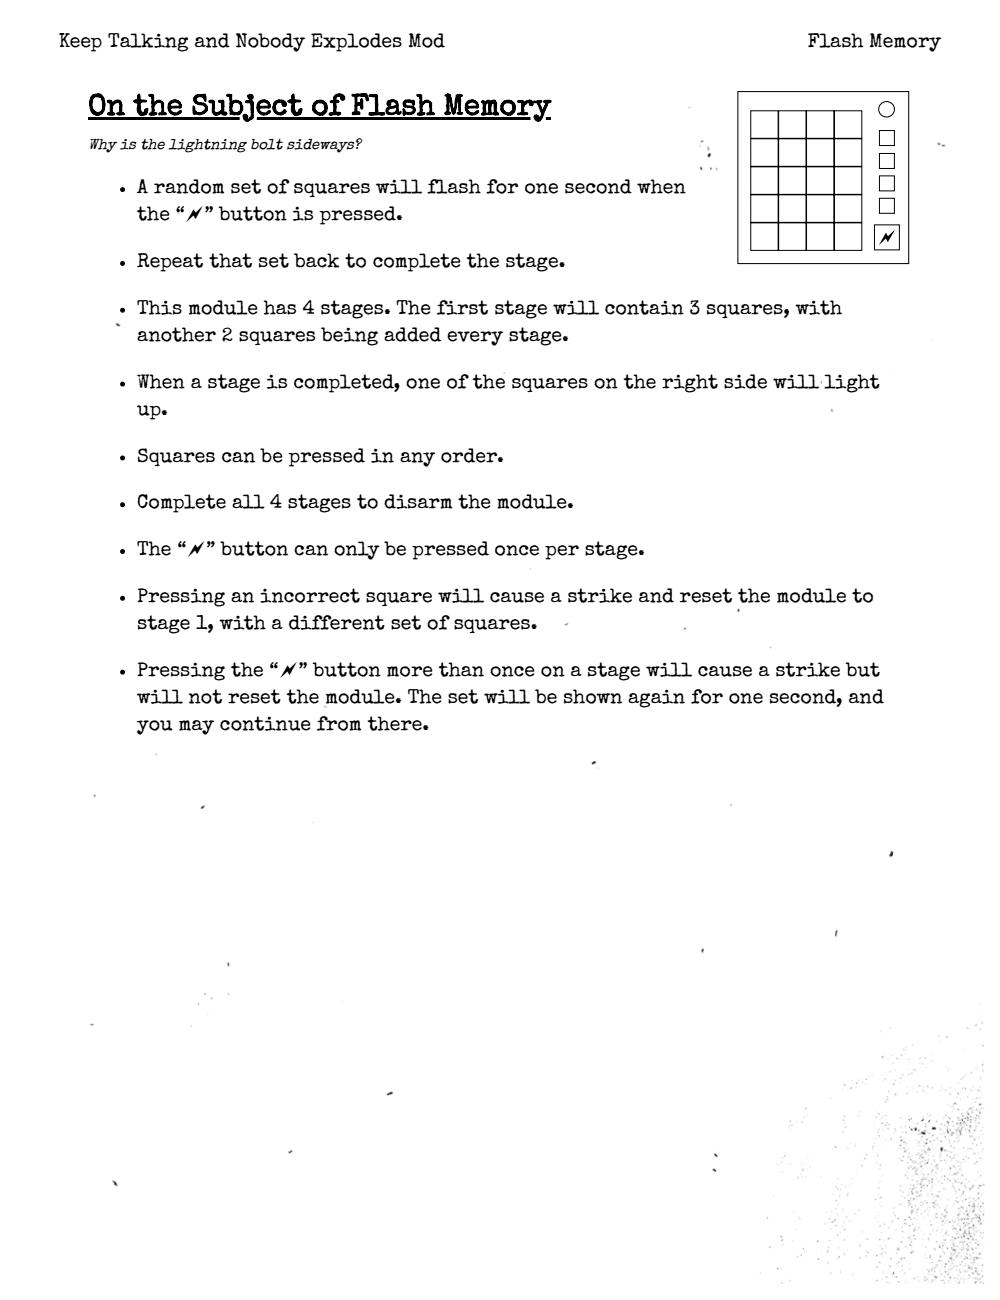 Keep Talking and Nobody Explodes Mod
Flash Memory
On the Subject of Flash Memory
Why is the lightning bolt sideways?
• A random set of squares will flash for one second when
the “🗲” button is pressed.
• Repeat that set back to complete the stage.
• This module has 4 stages. The first stage will contain 3 squares, with
another 2 squares being added every stage.
• When a stage is completed, one of the squares on the right side will light
up.
• Squares can be pressed in any order.
• Complete all 4 stages to disarm the module.
• The “🗲” button can only be pressed once per stage.
• Pressing an incorrect square will cause a strike and reset the module to
stage 1, with a different set of squares.
• Pressing the “🗲” button more than once on a stage will cause a strike but
will not reset the module. The set will be shown again for one second, and
you may continue from there.